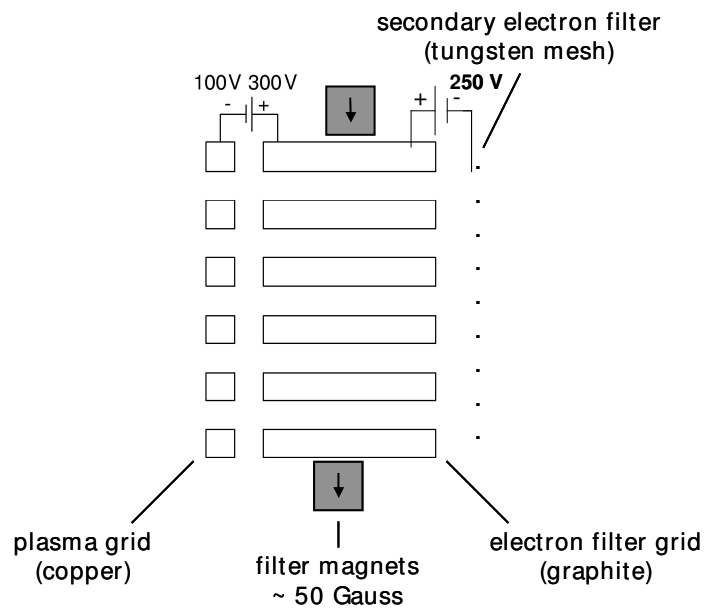 secondary electron filter
(tungsten mesh)
100V 300V
250 V
- +
+ -
plasma grid
(copper)
filter magnets
~ 50 Gauss
electron filter grid
(graphite)